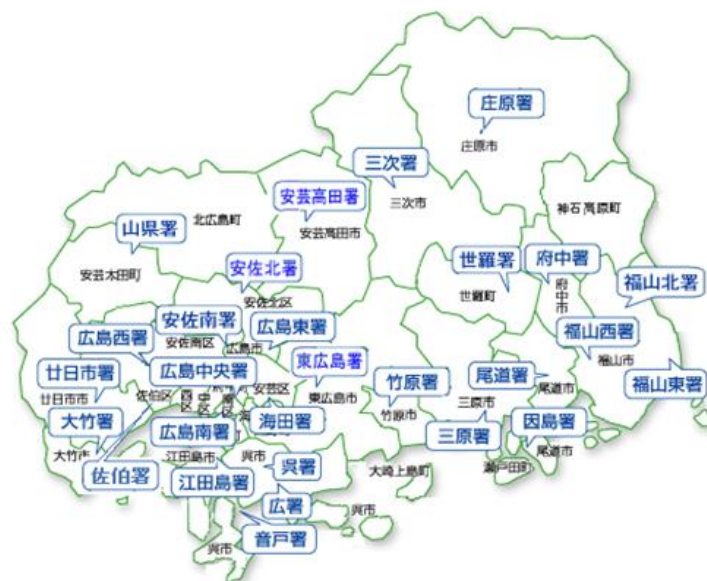 庄原署
庄原市
三次署
三次市
安芸高田署
安芸高田市
神石高原町
北広島町
山県署
安芸太田町
世羅署
世羅町
府中署
府中市
福山北署
安佐北署
安佐北区
安佐南署
安佐南区
広島東署
広島市
広島西署
福山西署
福山市
広島中央署
東広島署
東広島市
廿日市署
廿日市市
佐伯区
西区
中区
安芸区
竹原署
竹原市
尾道署
尾道市
三原市
福山東署
大竹署
大竹市
広島南署
海田署
三原署
因島署
尾道市
瀬戸田町
佐伯署
江田島市
呉市
呉署
大崎上島町
江田島署
広署
呉市
音戸署
呉市